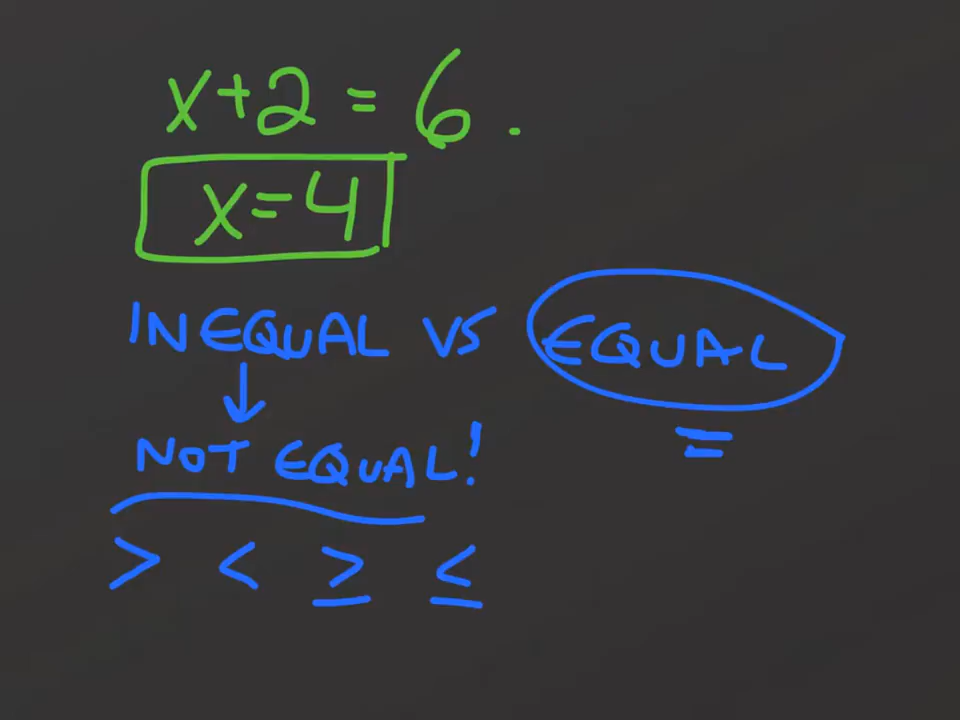 x+2 = 6.
x=4
INEQUAL VS EQUAL
↓
=
NOT EQUAL!
> < ≥ ≤